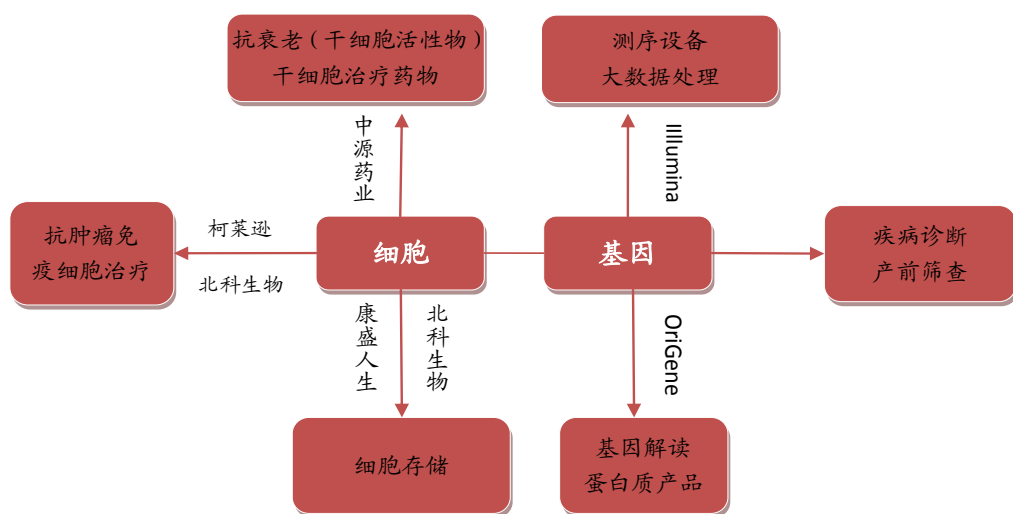 抗衰老(干细胞活性物)
干细胞治疗药物
测序设备
大数据处理
中源药业
IIllumina
抗肿瘤免
疫细胞治疗
柯莱逊
北科生物
细胞
基因
疾病诊断
产前筛查
康盛人生
北科生物
OriGene
细胞存储
基因解读
蛋白质产品